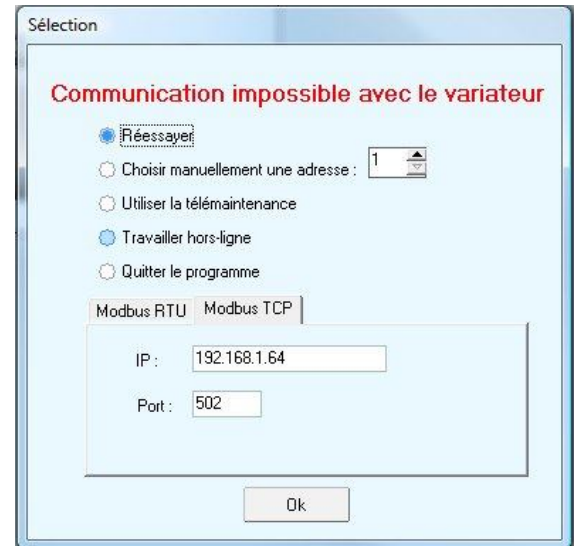 Sélection
Communication impossible avec le variateur
Réessayer
Choisir manuellement une adresse : 1
Utiliser la télémaintenance
Travailler hors-ligne
Quitter le programme
Modbus RTU Modbus TCP
IP : 192.168.1.64
Port : 502
Ok